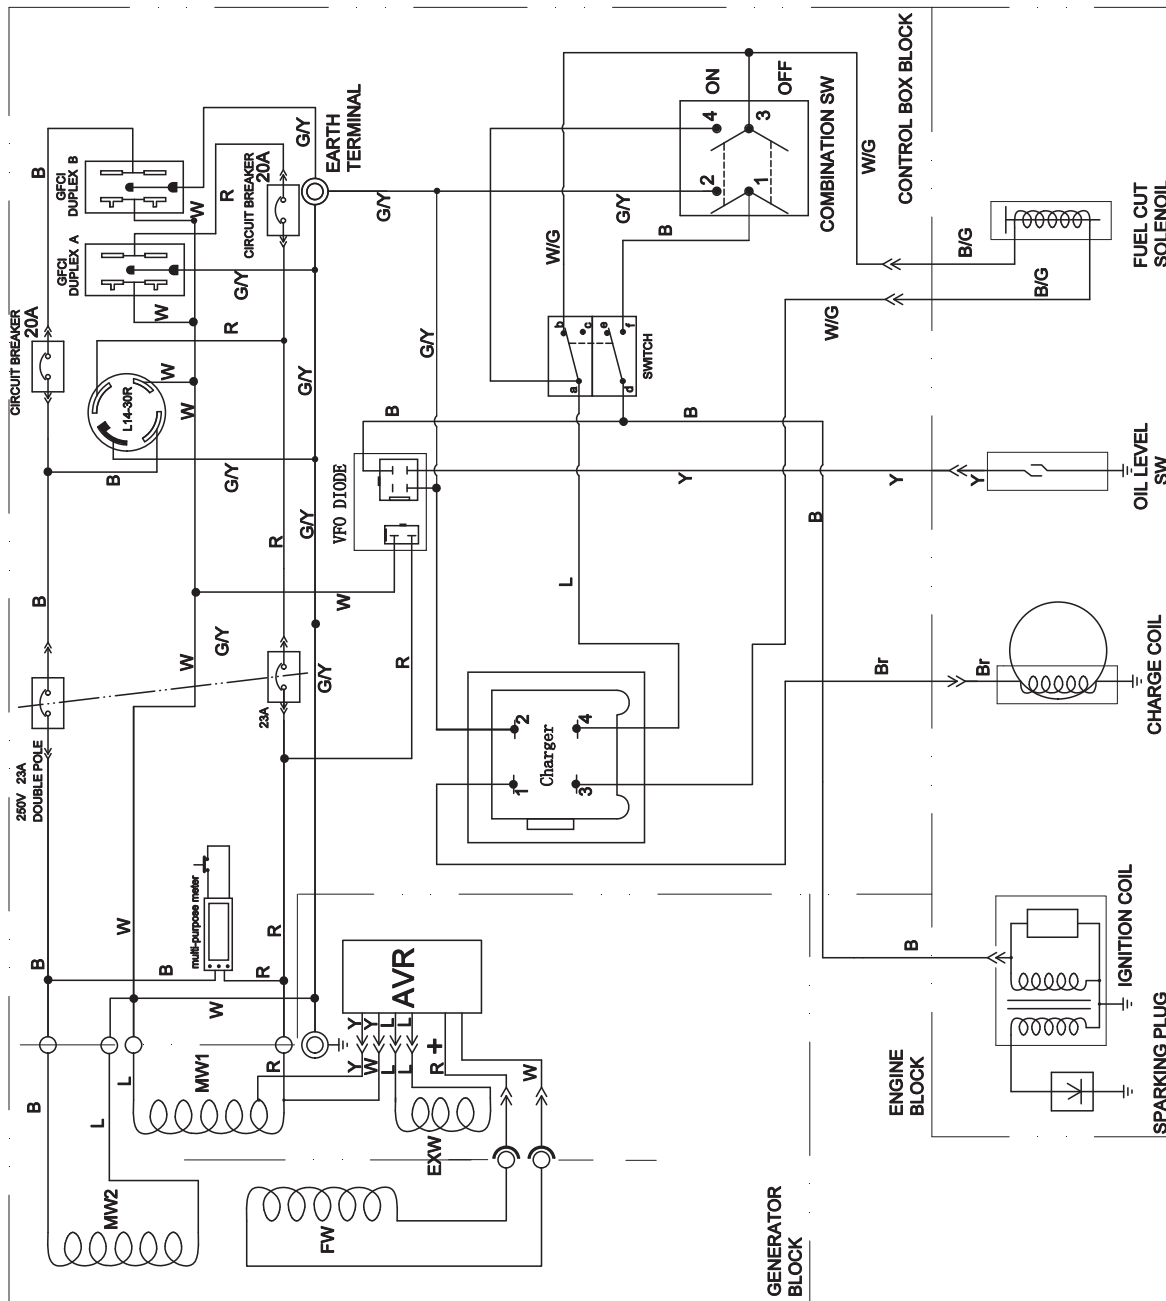 GFCI
DUPLEX B
GFCI
DUPLEX A
CIRCUIT BREAKER
20A
CIRCUIT BREAKER
20A
L14-30R
EARTH
TERMINAL
ON
OFF
4
3
2
1
COMBINATION SW
CONTROL BOX BLOCK
B
R
W
G/Y
G/Y
W
R
G/Y
W
W
B
G/Y
G/Y
G/Y
G/Y
G/Y
R
W/G
G/Y
B
W/G
B/G
B/G
W/G
FUEL CUT
SOLENOIL
b
c
e
f
a
d
SWITCH
B
B
VFO DIODE
Y
Y
Y
OIL LEVEL
SW
B
L
B
W
W
G/Y
G/Y
R
250V 23A
DOUBLE POLE
23A
Charger
1
2
3
4
Br
Br
CHARGE COIL
multi-purpose meter
W
B
B
R
R
W
AVR
Y
Y
L
L
Y
W
L
L
R
+
W
R
B
L
L
MW1
MW2
EXW
FW
B
IGNITION COIL
SPARKING PLUG
ENGINE
BLOCK
GENERATOR
BLOCK